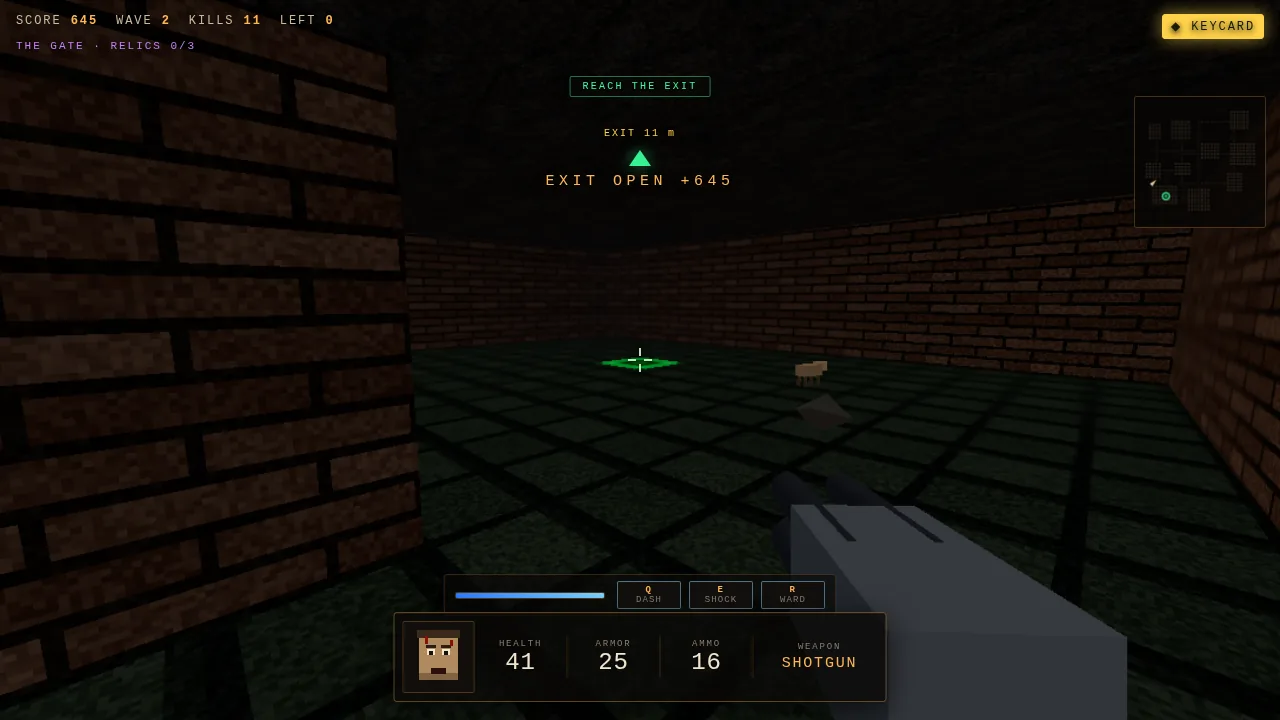 SCORE 645 WAVE 2 KILLS 11 LEFT 0
◆ KEYCARD
THE GATE · RELICS 0/3
REACH THE EXIT
EXIT 11 m
EXIT OPEN +645
Q E R
DASH SHOCK WARD
HEALTH ARMOR AMMO WEAPON
41 25 16 SHOTGUN